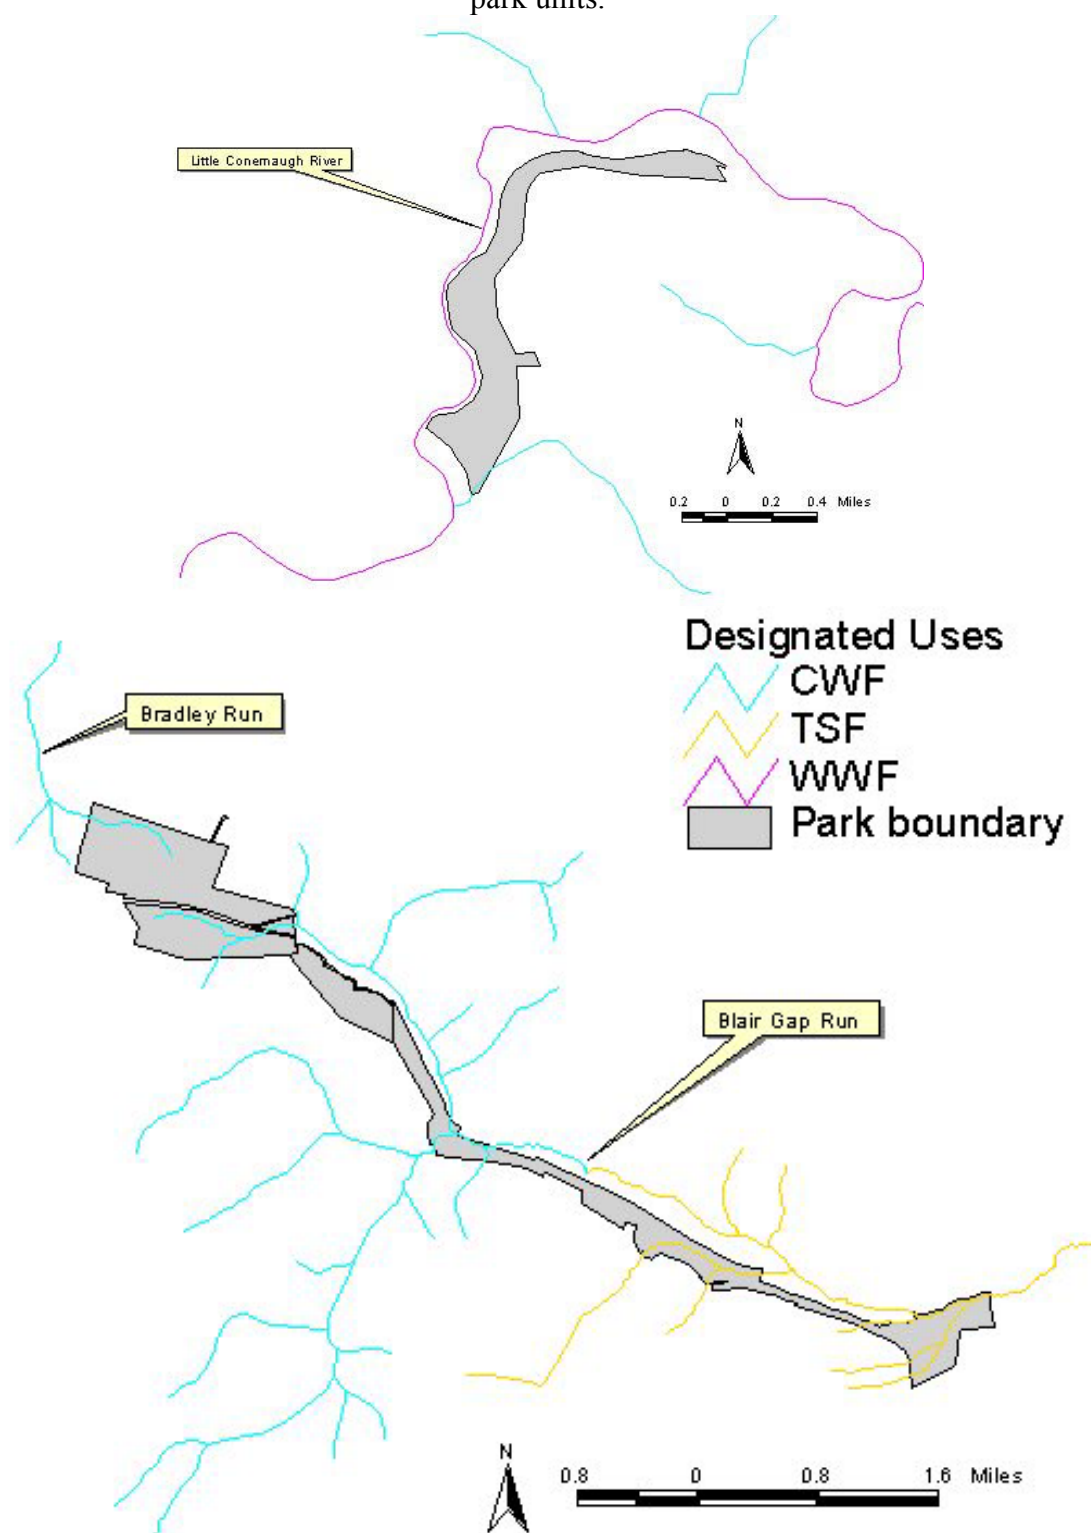 park units.
Little Conemaugh River
N
0.2 0 0.2 0.4 Miles
Designated Uses
CWF
TSF
WWF
Park boundary
Bradley Run
Blair Gap Run
N
0.8 0 0.8 1.6 Miles